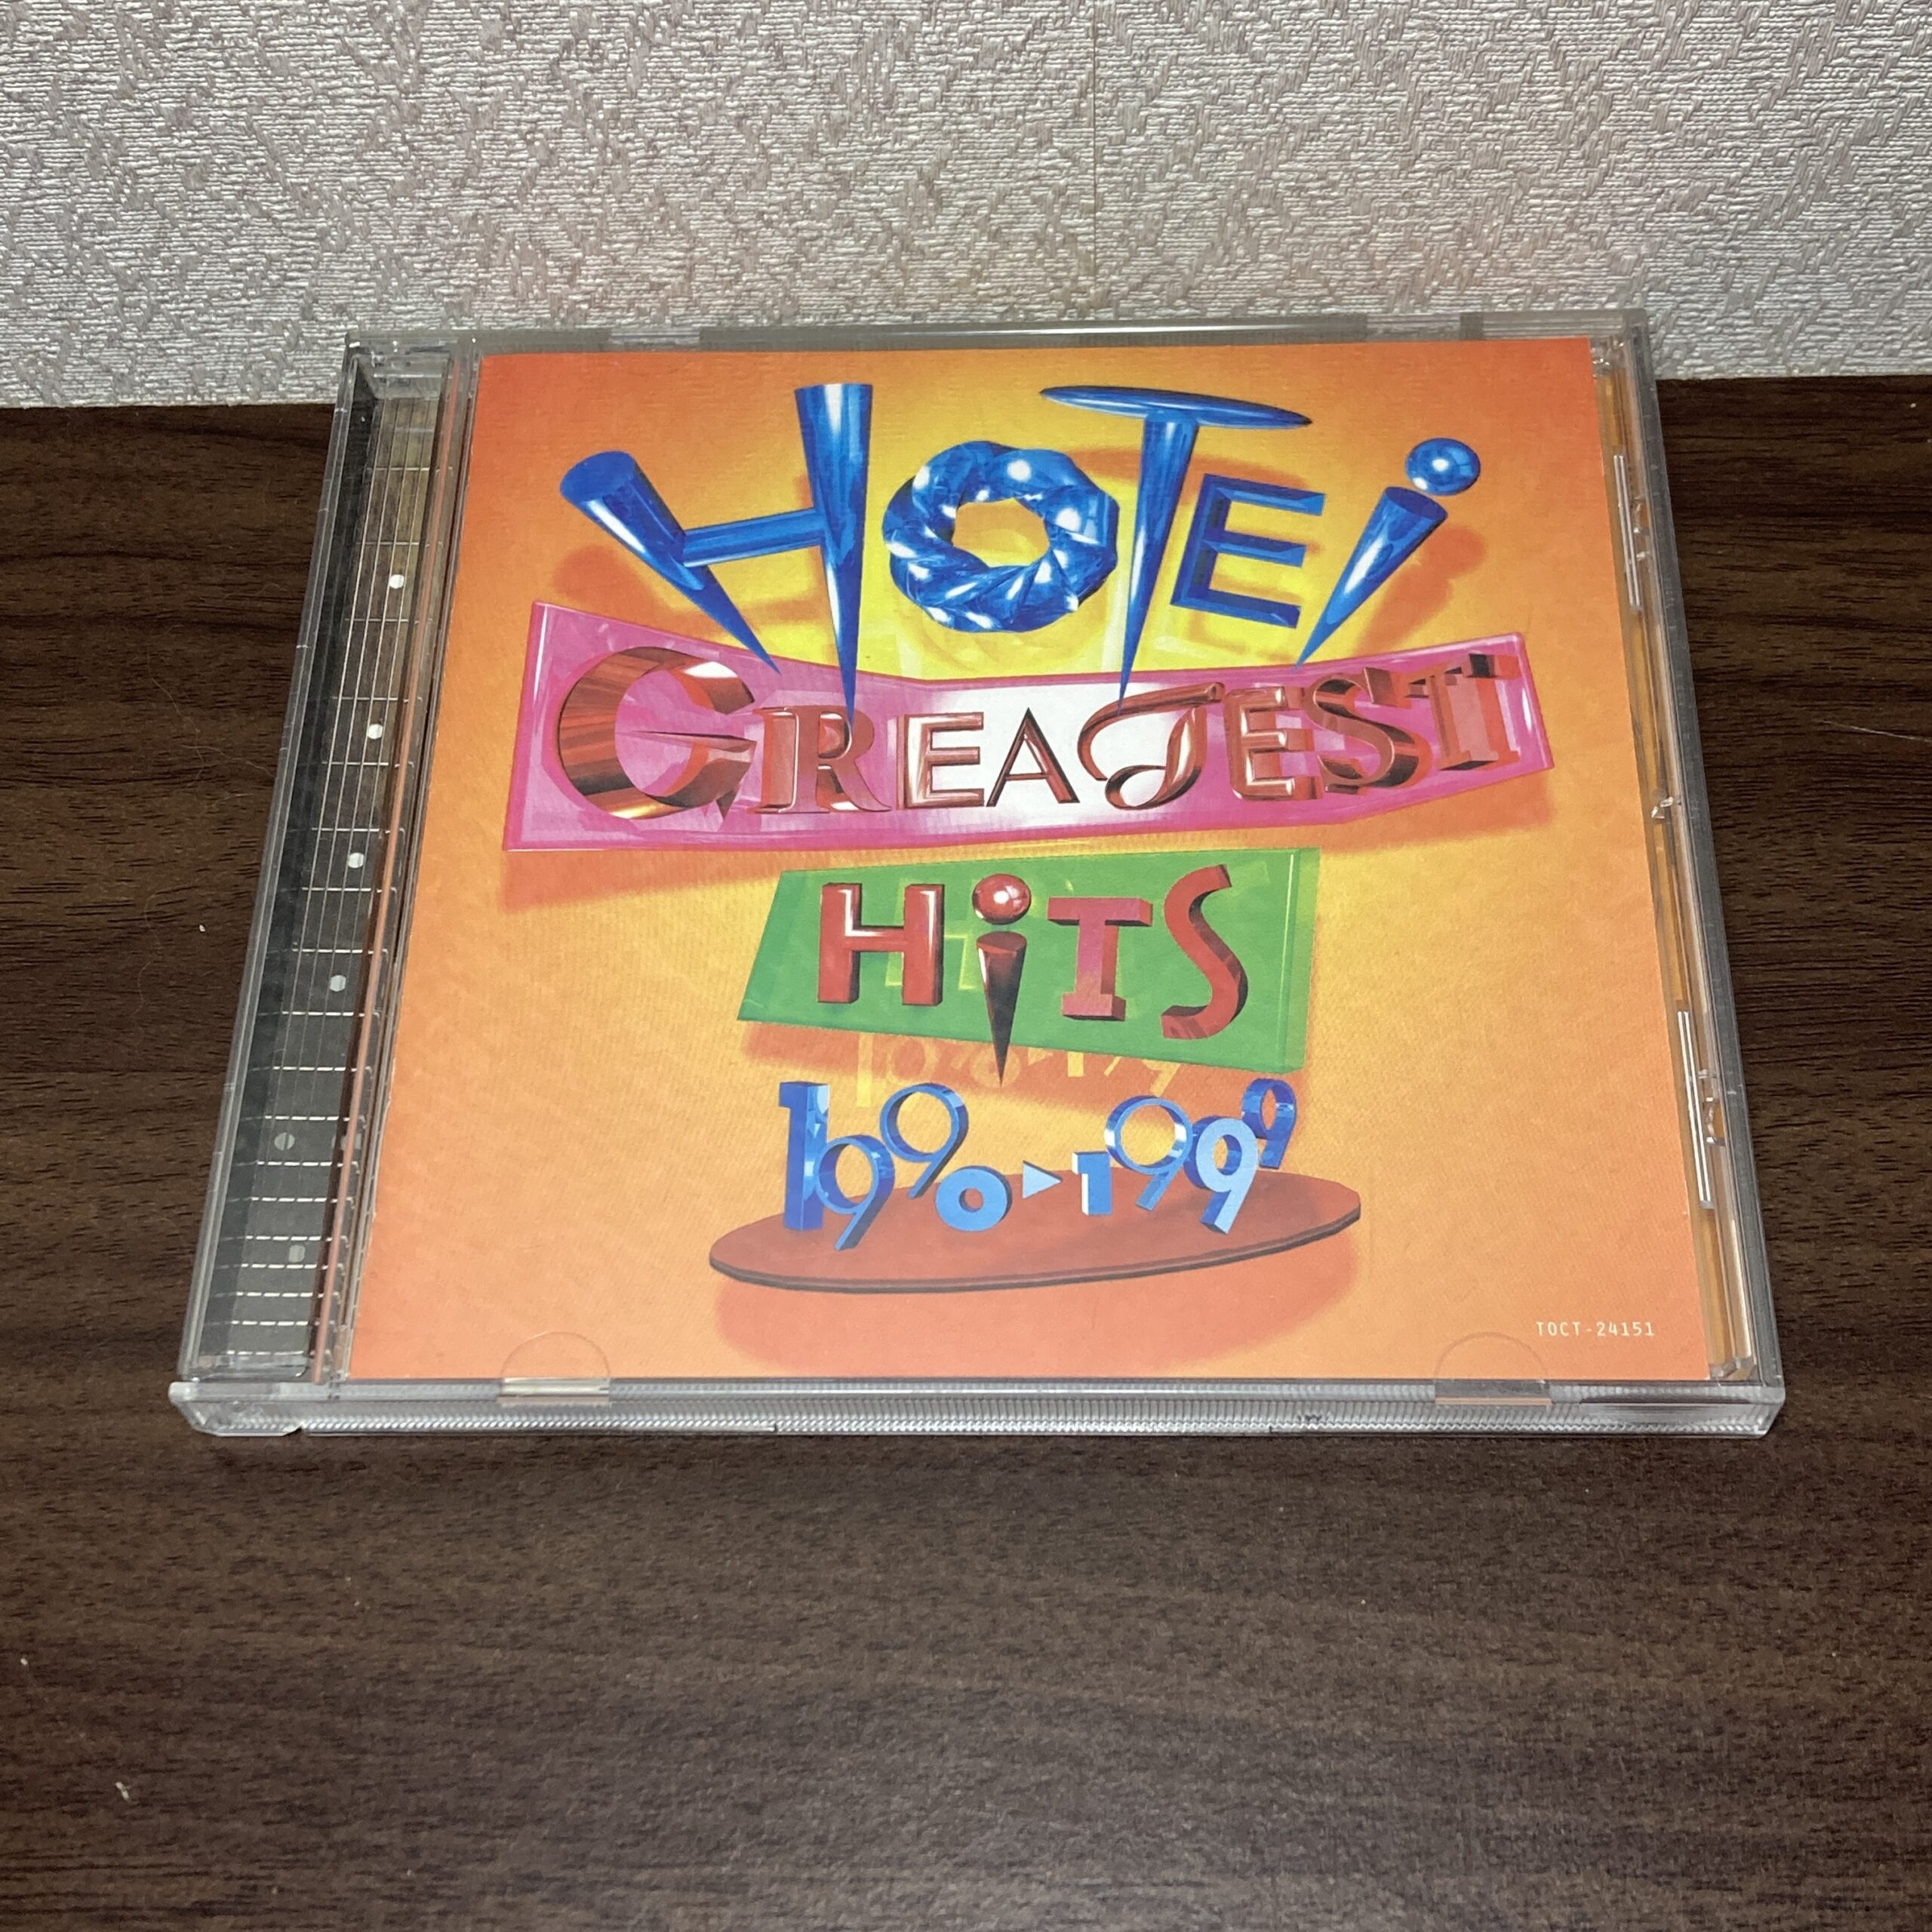 HOTEi
GREATEST
HiTS
1990▶1999
TOCT-24151